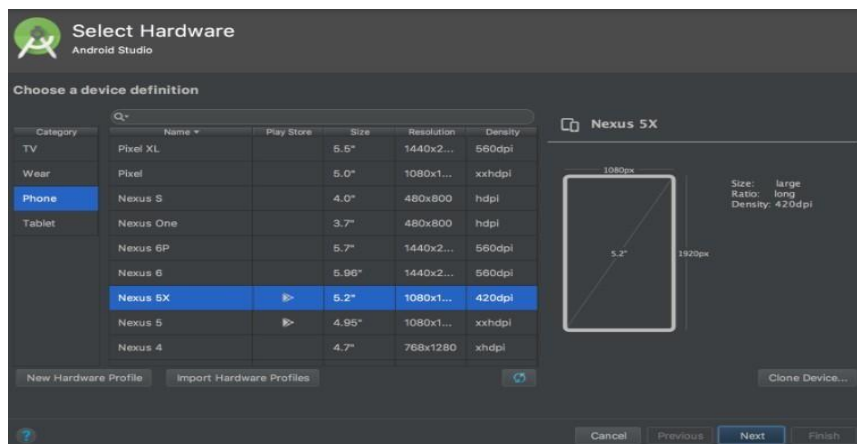 Select Hardware
Android Studio
Choose a device definition
Category
TV
Wear
Phone
Tablet
Name Play Store Size Resolution Density
Pixel XL 5.5" 1440x2... 560dpi
Pixel 5.0" 1080x1... xxhdpi
Nexus S 4.0" 480x800 hdpi
Nexus One 3.7" 480x800 hdpi
Nexus 6P 5.7" 1440x2... 560dpi
Nexus 6 5.96" 1440x2... 560dpi
Nexus 5X 5.2" 1080x1... 420dpi
Nexus 5 4.95" 1080x1... xxhdpi
Nexus 4 4.7" 768x1280 xhdpi
Nexus 5X
1080px
5.2"
1920px
Size: large
Ratio: long
Density: 420dpi
New Hardware Profile Import Hardware Profiles
Clone Device...
? Cancel Previous Next Finish